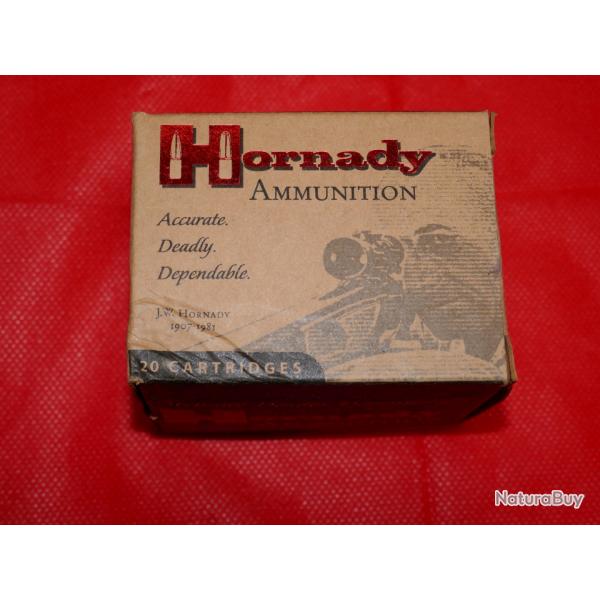 Hornady
AMMUNITION
Accurate.
Deadly.
Dependable.
J.W. HORNADY
1907-1981
20 CARTRIDGES
NaturaBuy